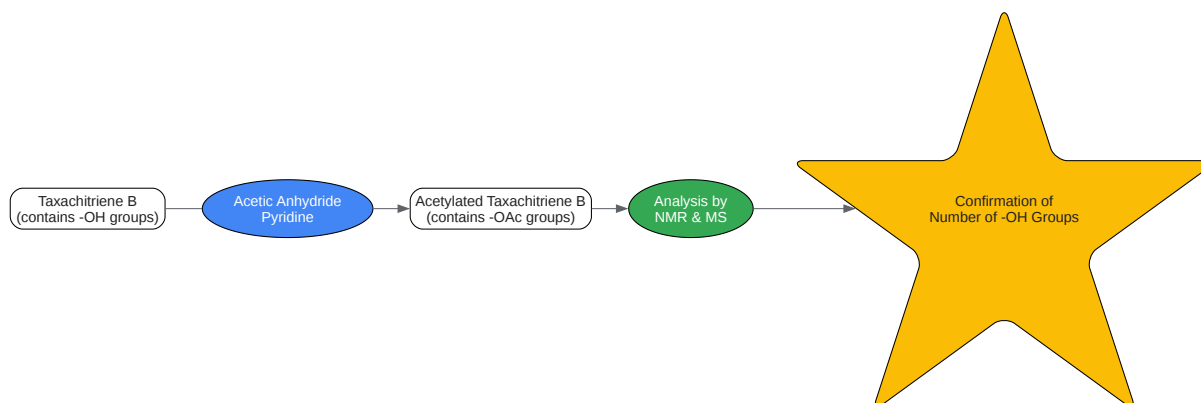 Taxachitriene B
(contains -OH groups)
Acetic Anhydride
Pyridine
Acetylated Taxachitriene B
(contains -OAc groups)
Analysis by
NMR & MS
Confirmation of
Number of -OH Groups